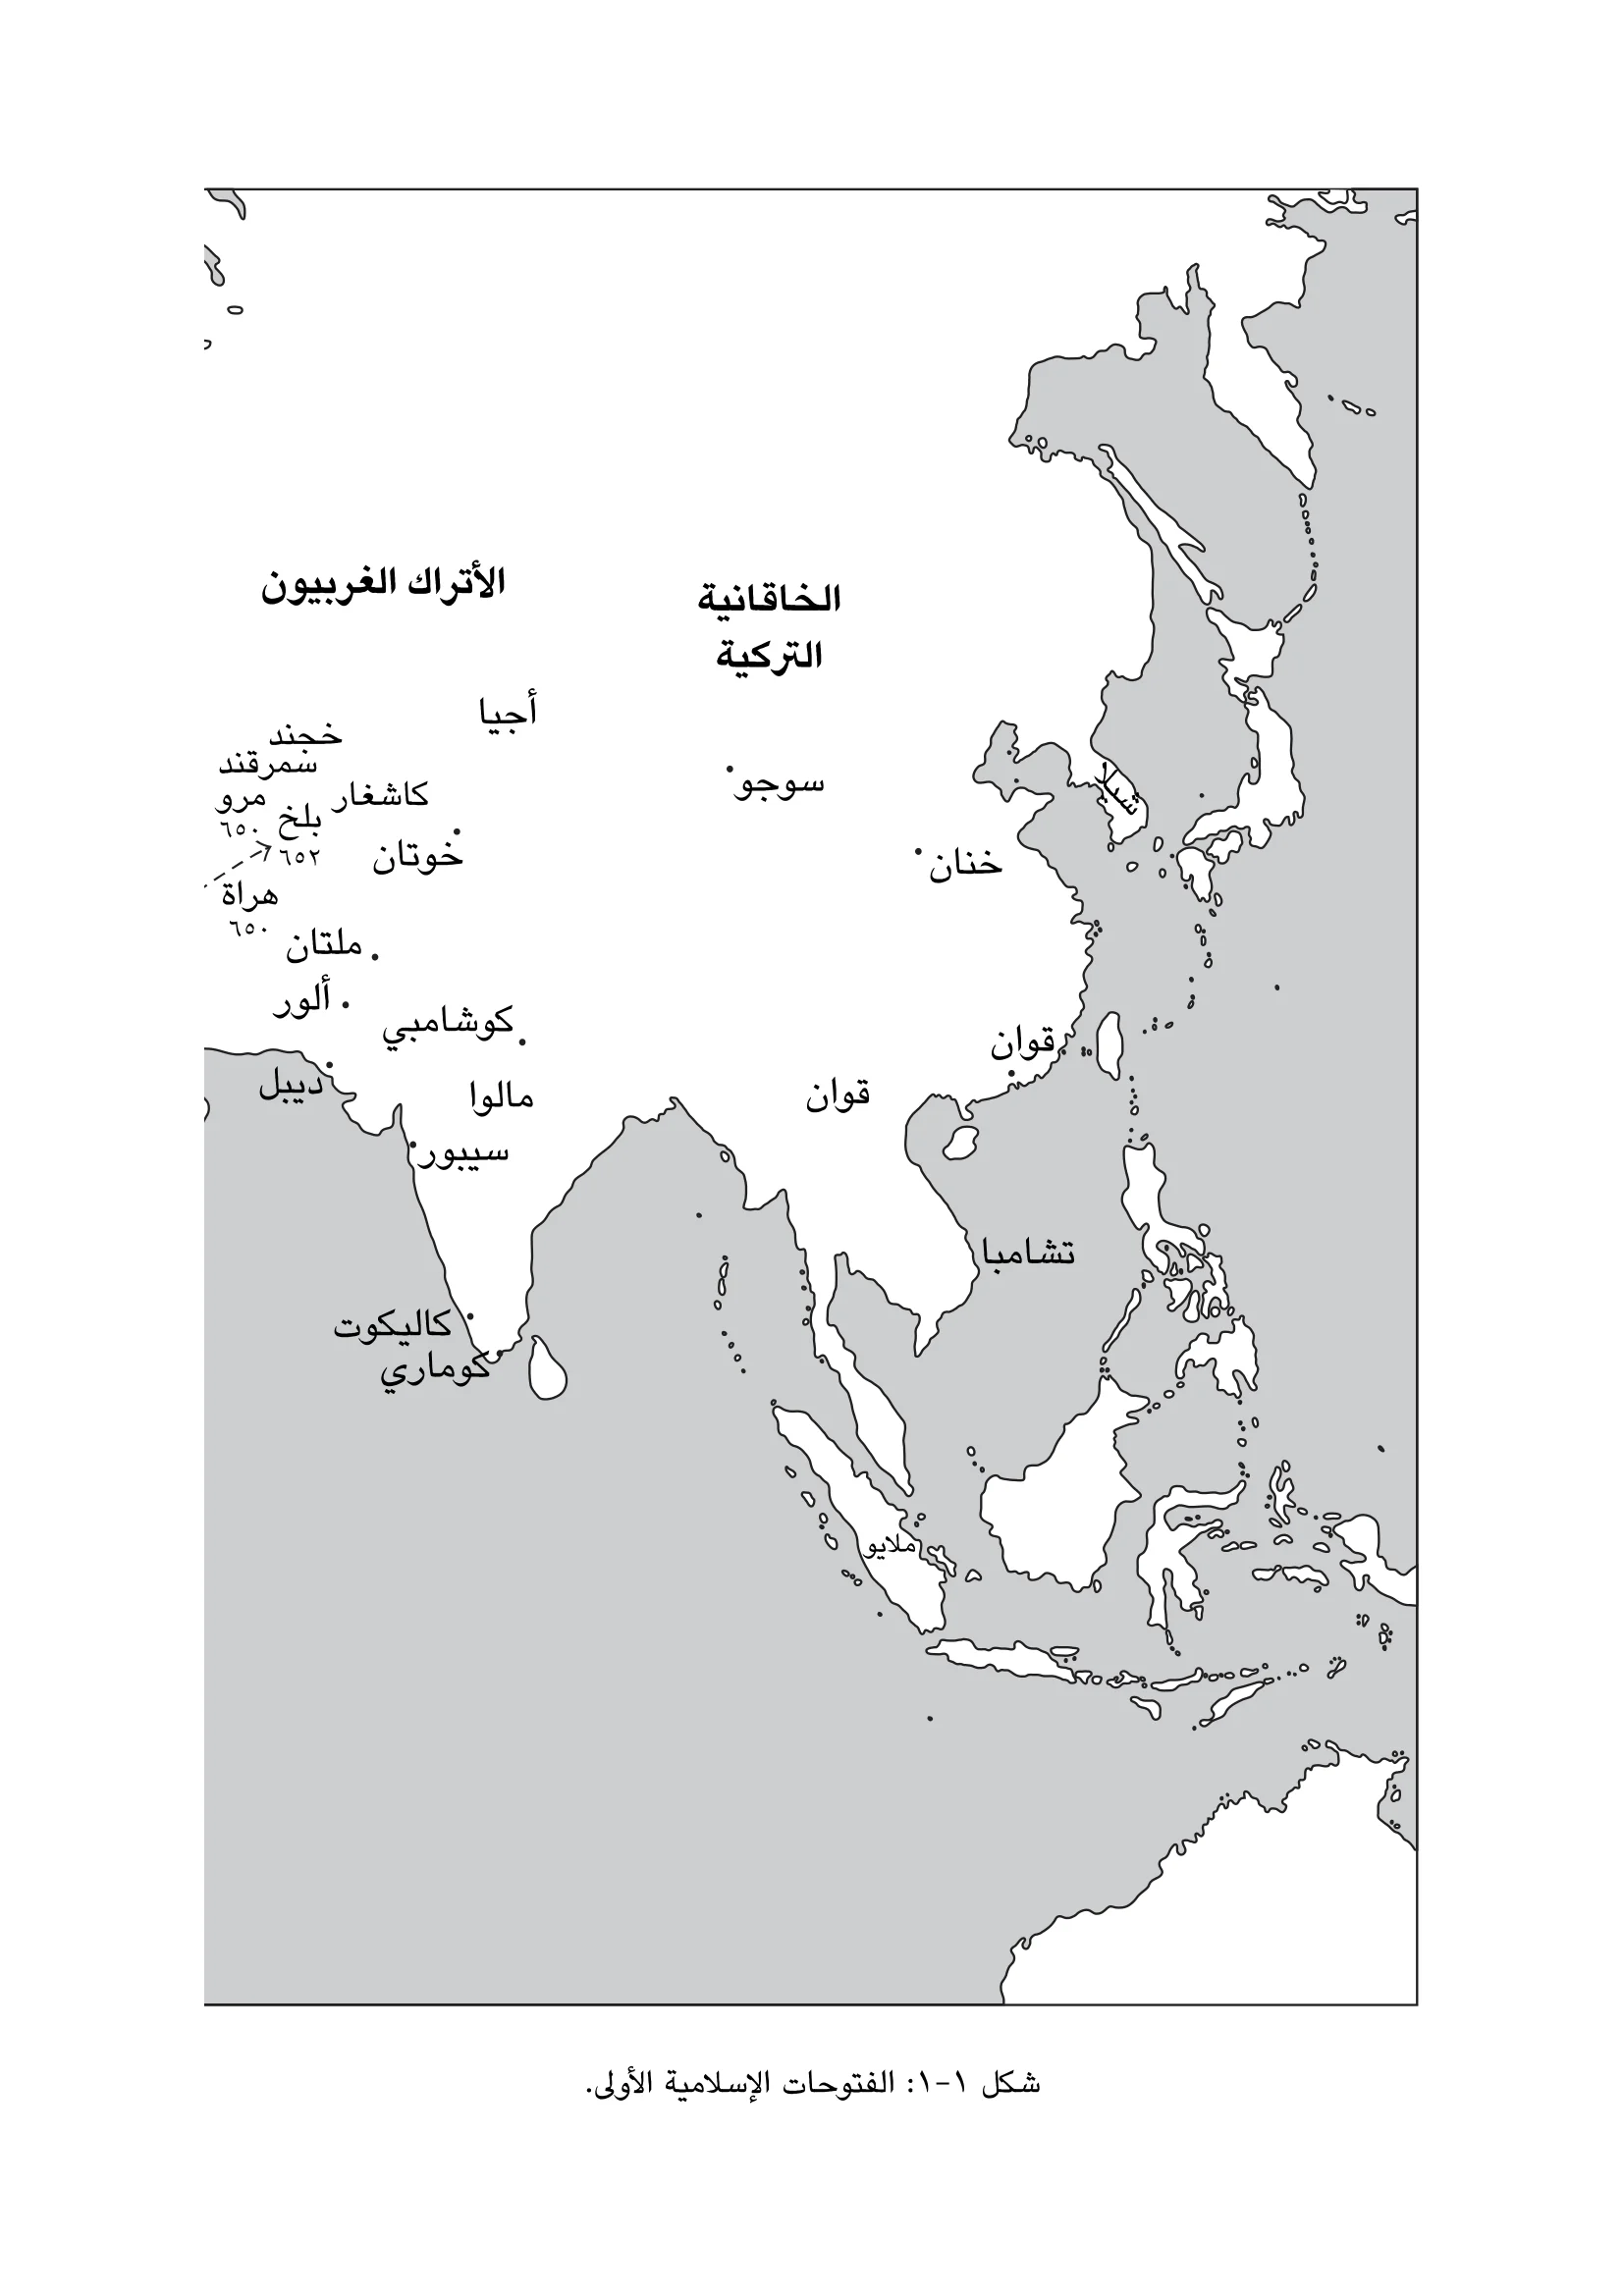 الأتراك الغربيون
الخاقانية
التركية
أجيا
خجند
سمرقند
سوجو
كاشغار
مرو
بلخ
٦٥٠
٦٥٢
خوتان
خنان
هراة
٦٥٠
ملتان
ألور
كوشامبي
قوان
ديبل
مالوا
قوان
سيبور
تشامبا
كاليكوت
كوماري
ملايو
شكل ١-١: الفتوحات الإسلامية الأولى.